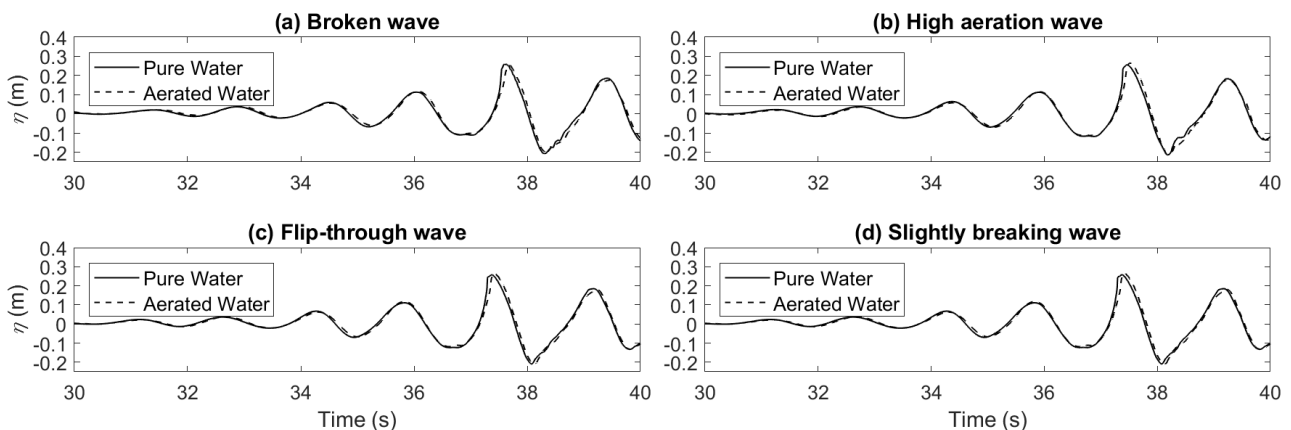 (a) Broken wave
0.4
0.3
0.2
0.1
0
-0.1
-0.2
η (m)
Pure Water
Aerated Water
30 32 34 36 38 40
(b) High aeration wave
0.4
0.3
0.2
0.1
0
-0.1
-0.2
Pure Water
Aerated Water
30 32 34 36 38 40
(c) Flip-through wave
0.4
0.3
0.2
0.1
0
-0.1
-0.2
η (m)
Pure Water
Aerated Water
30 32 34 36 38 40
Time (s)
(d) Slightly breaking wave
0.4
0.3
0.2
0.1
0
-0.1
-0.2
Pure Water
Aerated Water
30 32 34 36 38 40
Time (s)